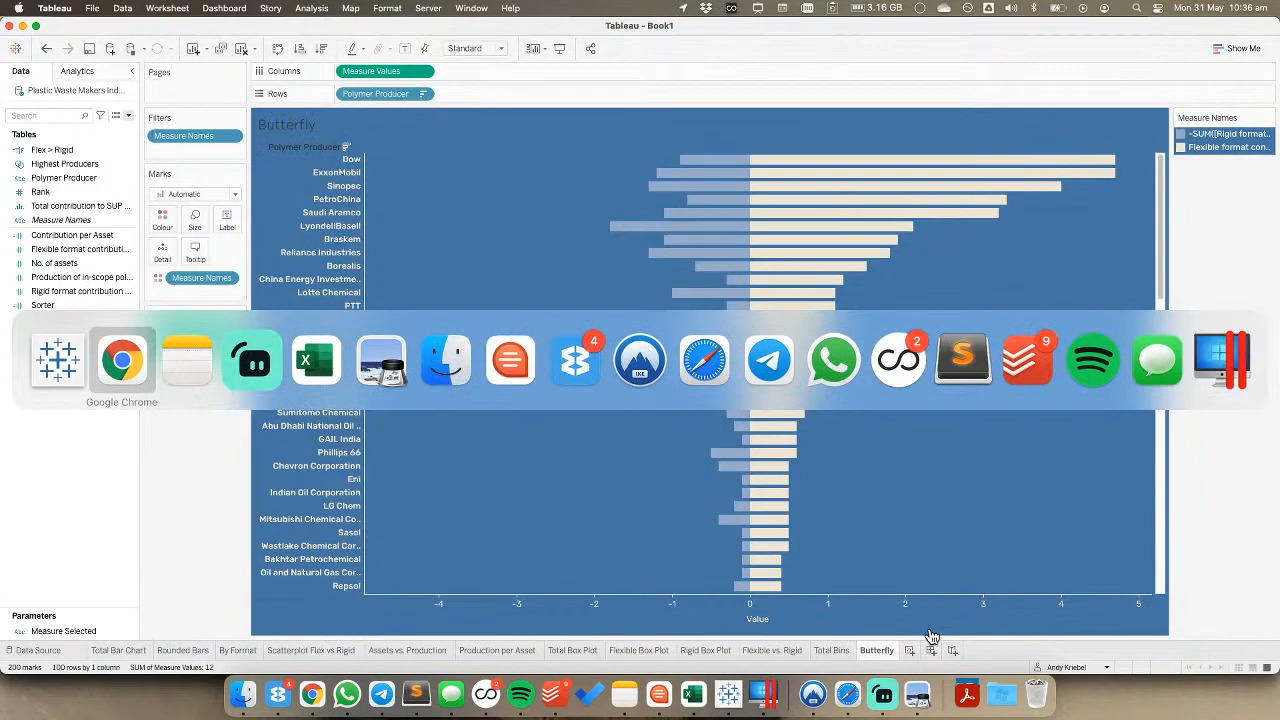 Tableau File Data Worksheet Dashboard Story Analysis Map Format Server Window Help
3.16 GB
Mon 31 May 10:36 am
Tableau - Book1
Standard
Show Me
Data
Analytics
Pages
Columns
Measure Values
Plastic Waste Makers Ind...
Rows
Polymer Producer
Search
Filters
Measure Names
Tables
Flex > Rigid
Highest Producers
Polymer Producer
Rank
Total contribution to SUP ...
Measure Names
Contribution per Asset
Flexible format contributi...
No. of assets
Production of in-scope pol...
Rigid format contribution ...
Sorter
Marks
Automatic
Colour
Size
Label
Detail
Tooltip
Measure Names
Butterfly
Polymer Producer
Dow
ExxonMobil
Sinopec
PetroChina
Saudi Aramco
LyondellBasell
Braskem
Reliance Industries
Borealis
China Energy Investme..
Lotte Chemical
PTT
Measure Names
-SUM([Rigid format..
Flexible format con..
4
2
9
IKE
Google Chrome
Sumitomo Chemical
Abu Dhabi National Oil ..
GAIL India
Phillips 66
Chevron Corporation
Eni
Indian Oil Corporation
LG Chem
Mitsubishi Chemical Co..
Sasol
Westlake Chemical Cor..
Bakhtar Petrochemical
Oil and Natural Gas Cor..
Repsol
-4 -3 -2 -1 0 1 2 3 4 5
Value
Parameters
Measure Selected
Data Source
Total Bar Chart
Rounded Bars
By Format
Scatterplot Flex vs Rigid
Assets vs. Production
Production per Asset
Total Box Plot
Flexible Box Plot
Rigid Box Plot
Flexible vs. Rigid
Total Bins
Butterfly
200 marks
100 rows by 1 column
SUM of Measure Values: 12
Andy Kriebel
4
2
9